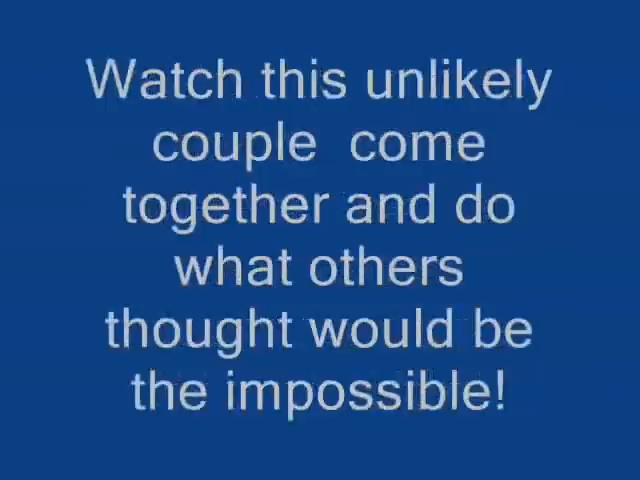 Watch this unlikely
couple  come
together and do
what others
thought would be
the impossible!